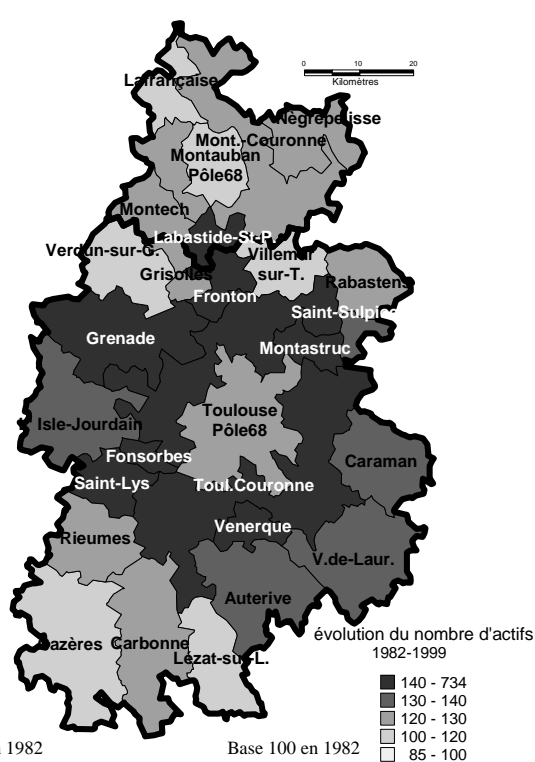 0 10 20
Kilomètres
Lafrançaise
Nègrepelisse
Mont.-Couronne
Montauban
Pôle68
Montech
Labastide-St-P.
Verdun-sur-G.
Villemur
sur-T.
Grisolles
Rabastens
Fronton
Saint-Sulpice
Grenade
Montastruc
Toulouse
Pôle68
Isle-Jourdain
Fonsorbes
Caraman
Saint-Lys
Toul.Couronne
Venerque
Rieumes
V.de-Laur.
Auterive
Cazères
Carbonne
Lézat-sur-L.
évolution du nombre d'actifs
1982-1999
140 - 734
130 - 140
120 - 130
100 - 120
85 - 100
1982
Base 100 en 1982